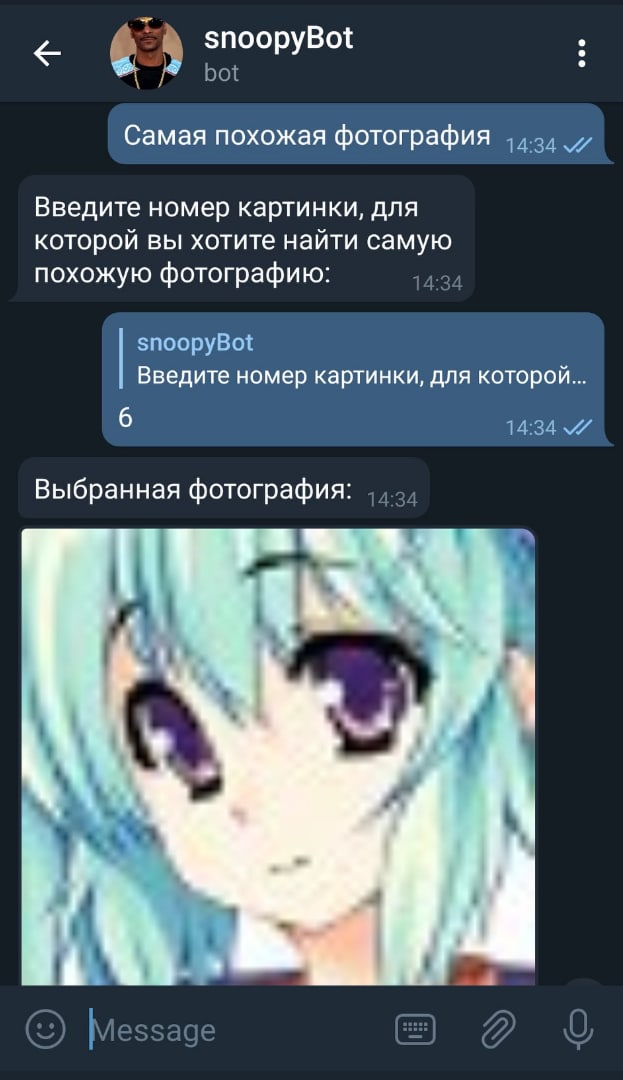 snoopyBot
bot
Самая похожая фотография 14:34
Введите номер картинки, для
которой вы хотите найти самую
похожую фотографию: 14:34
snoopyBot
Введите номер картинки, для которой...
6 14:34
Выбранная фотография: 14:34
Message